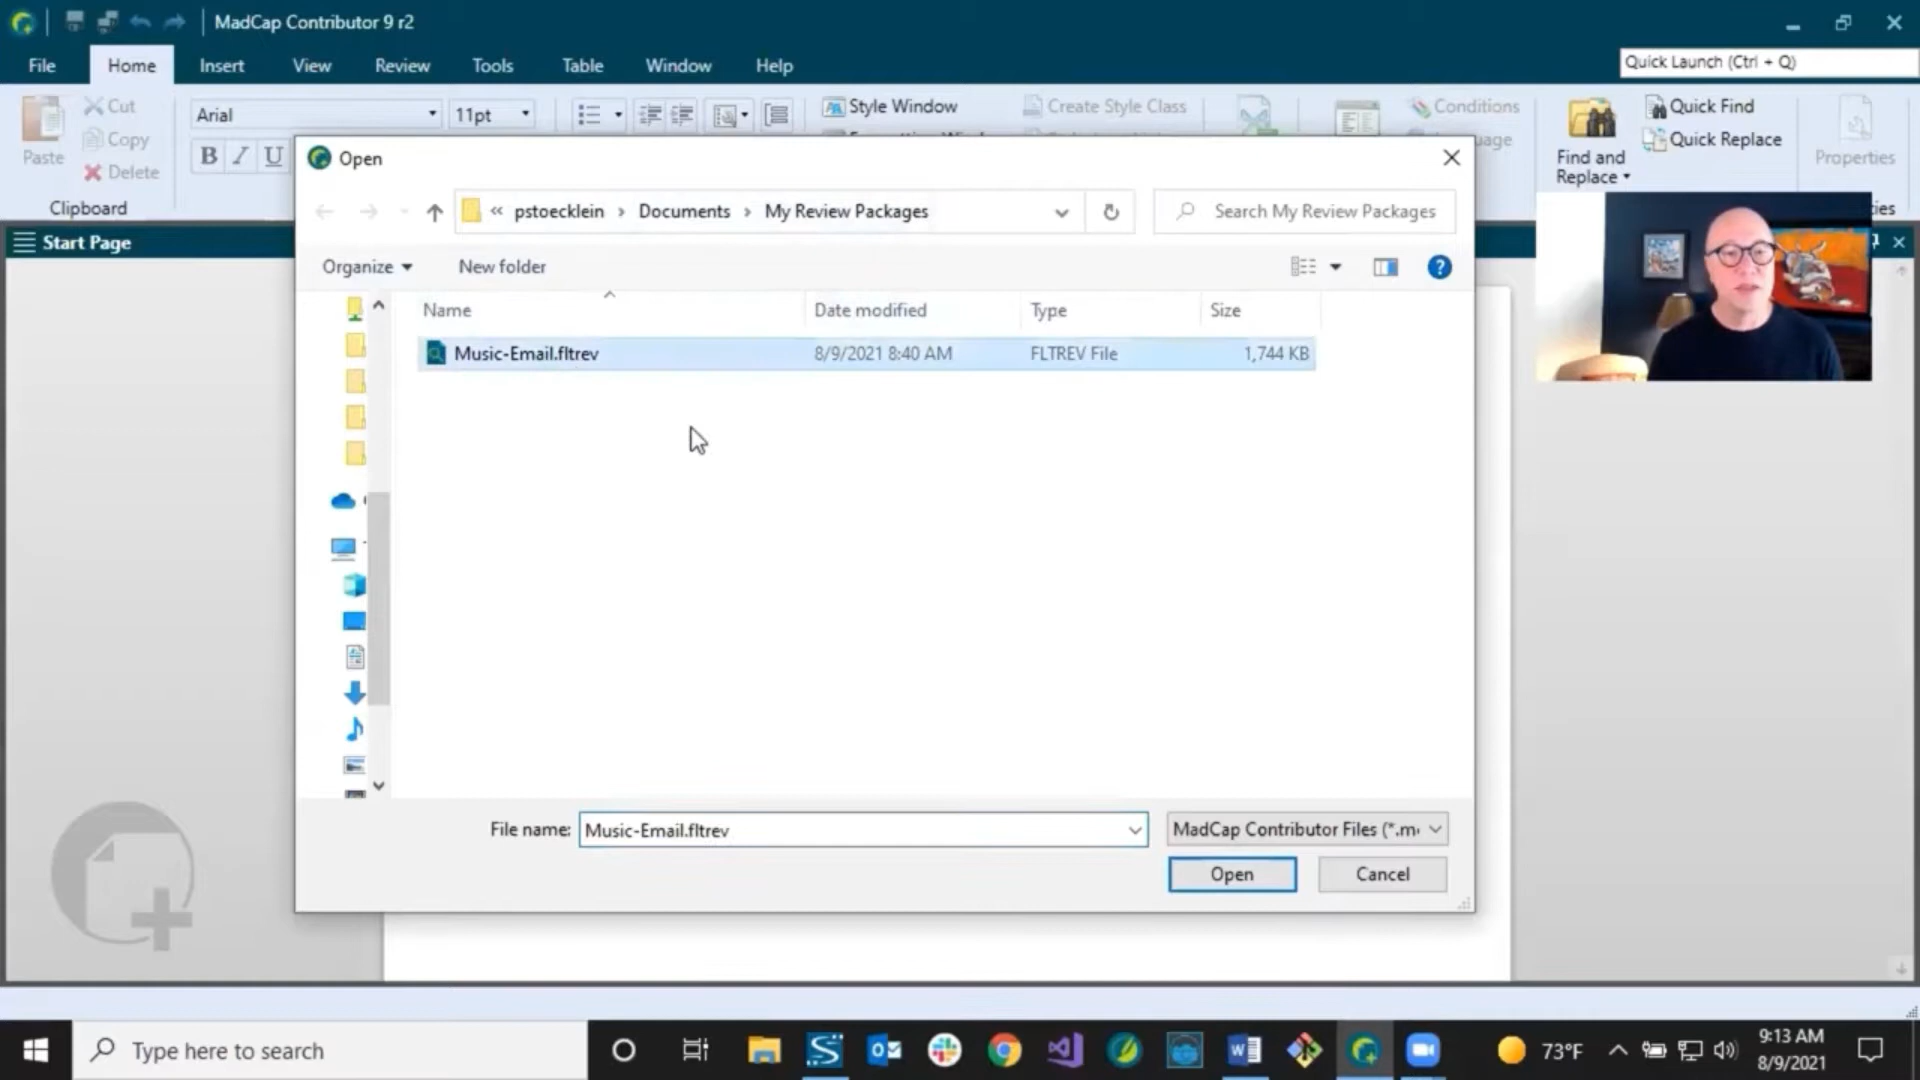 MadCap Contributor 9 r2
File Home Insert View Review Tools Table Window Help
Quick Launch (Ctrl + Q)
Paste
Cut
Copy
Delete
Clipboard
Arial 11pt
B I U
Style Window
Create Style Class
Conditions
Find and
Replace
Quick Find
Quick Replace
Properties
Start Page
Open
« pstoecklein › Documents › My Review Packages
Search My Review Packages
Organize New folder
Name Date modified Type Size
Music-Email.fltrev 8/9/2021 8:40 AM FLTREV File 1,744 KB
File name: Music-Email.fltrev
MadCap Contributor Files (*.m
Open Cancel
Type here to search
73°F
9:13 AM
8/9/2021